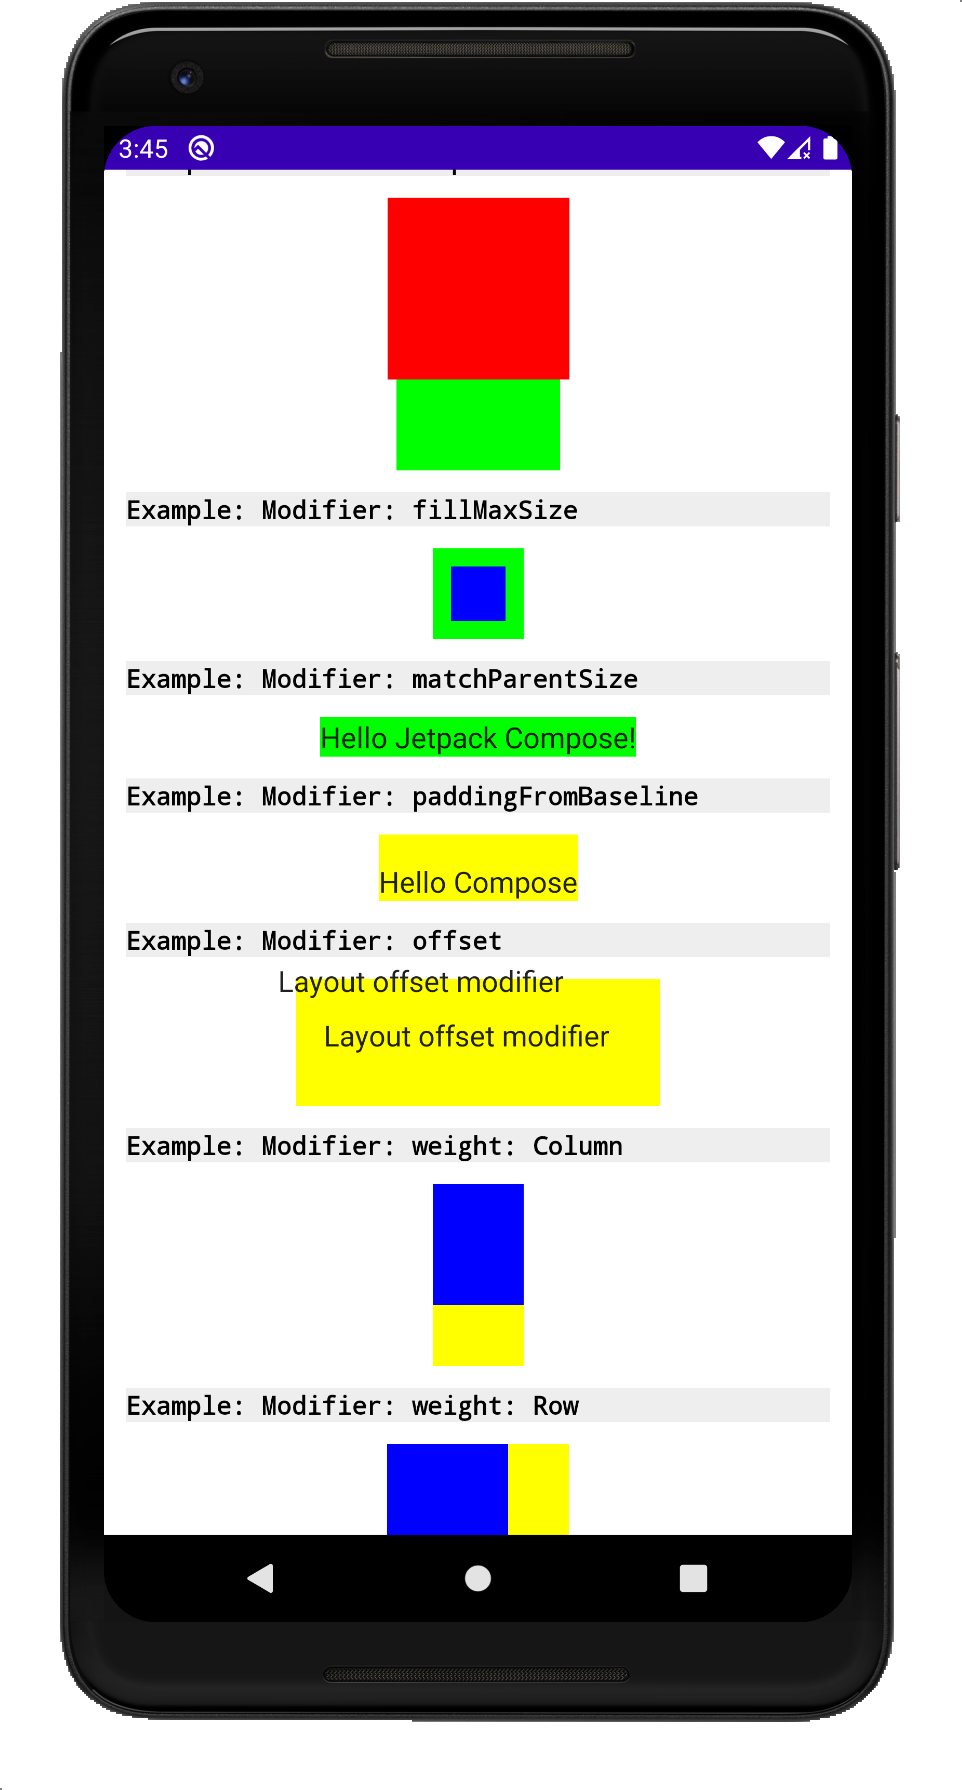 3:45
Example: Modifier: fillMaxSize
Example: Modifier: matchParentSize
Hello Jetpack Compose!
Example: Modifier: paddingFromBaseline
Hello Compose
Example: Modifier: offset
Layout offset modifier
Layout offset modifier
Example: Modifier: weight: Column
Example: Modifier: weight: Row